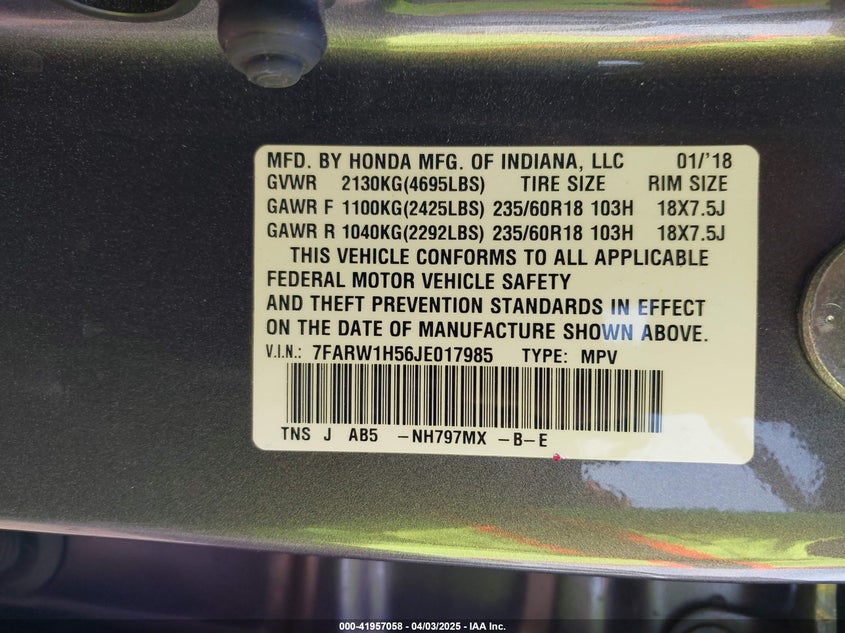 MFD. BY HONDA MFG. OF INDIANA, LLC 01/'18
GVWR 2130KG(4695LBS) TIRE SIZE RIM SIZE
GAWR F 1100KG(2425LBS) 235/60R18 103H 18X7.5J
GAWR R 1040KG(2292LBS) 235/60R18 103H 18X7.5J
THIS VEHICLE CONFORMS TO ALL APPLICABLE
FEDERAL MOTOR VEHICLE SAFETY
AND THEFT PREVENTION STANDARDS IN EFFECT
ON THE DATE OF MANUFACTURE SHOWN ABOVE.
V.I.N.: 7FARW1H56JE017985 TYPE: MPV
TNS J AB5 -NH797MX -B-E
000-41957058 - 04/03/2025 - IAA Inc.